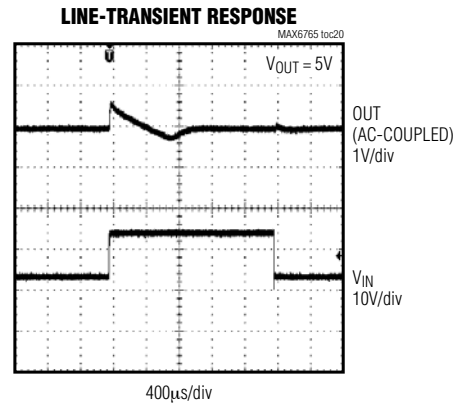 LINE-TRANSIENT RESPONSE
MAX6765 toc20
T
VOUT = 5V
OUT
(AC-COUPLED)
1V/div
VIN
10V/div
400μs/div